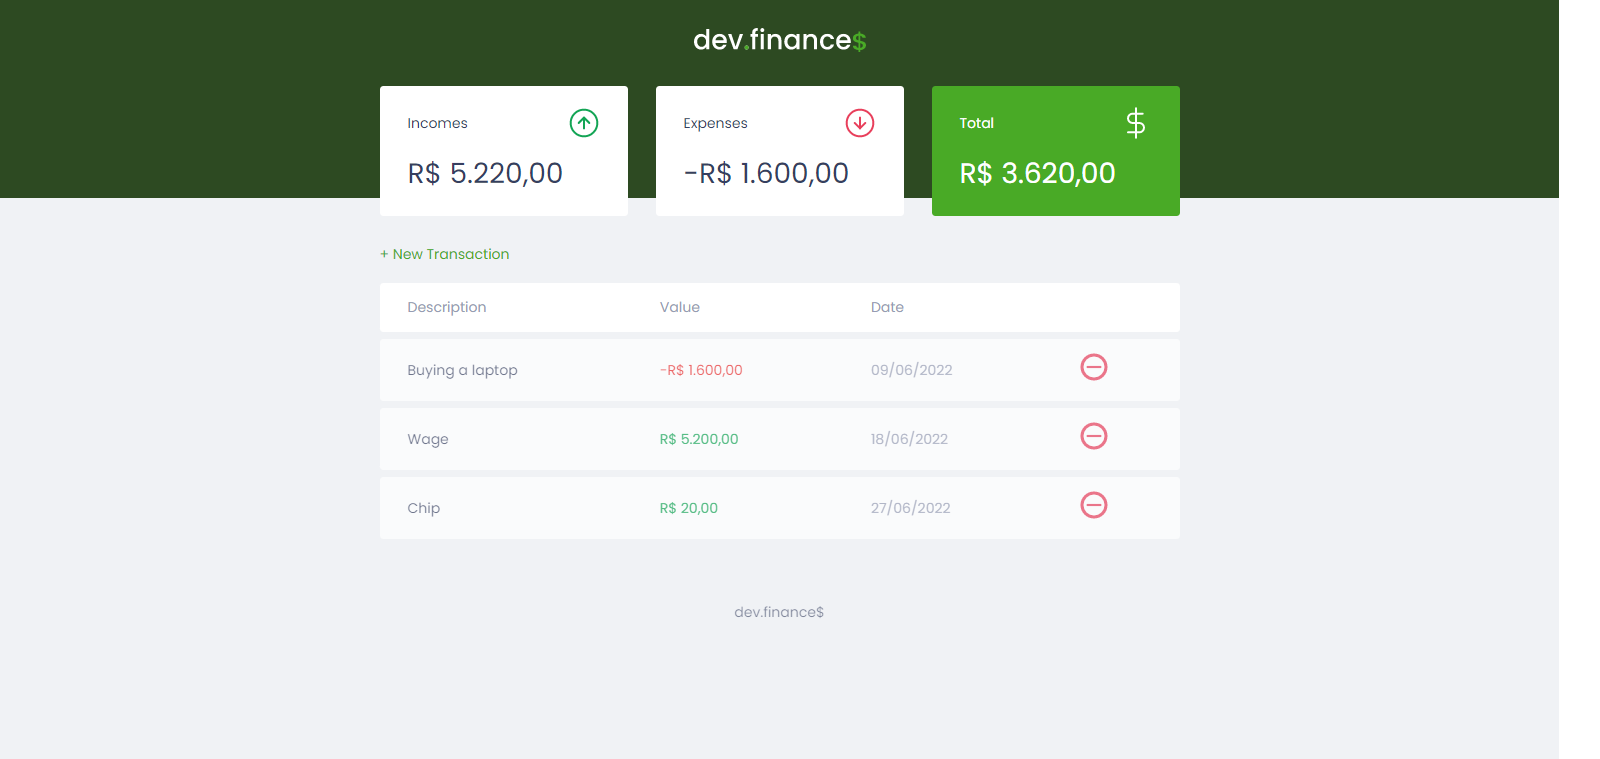 dev.finance$
Incomes
R$ 5.220,00
Expenses
-R$ 1.600,00
Total
$
R$ 3.620,00
+ New Transaction
Description Value Date
Buying a laptop -R$ 1.600,00 09/06/2022
Wage R$ 5.200,00 18/06/2022
Chip R$ 20,00 27/06/2022
dev.finance$